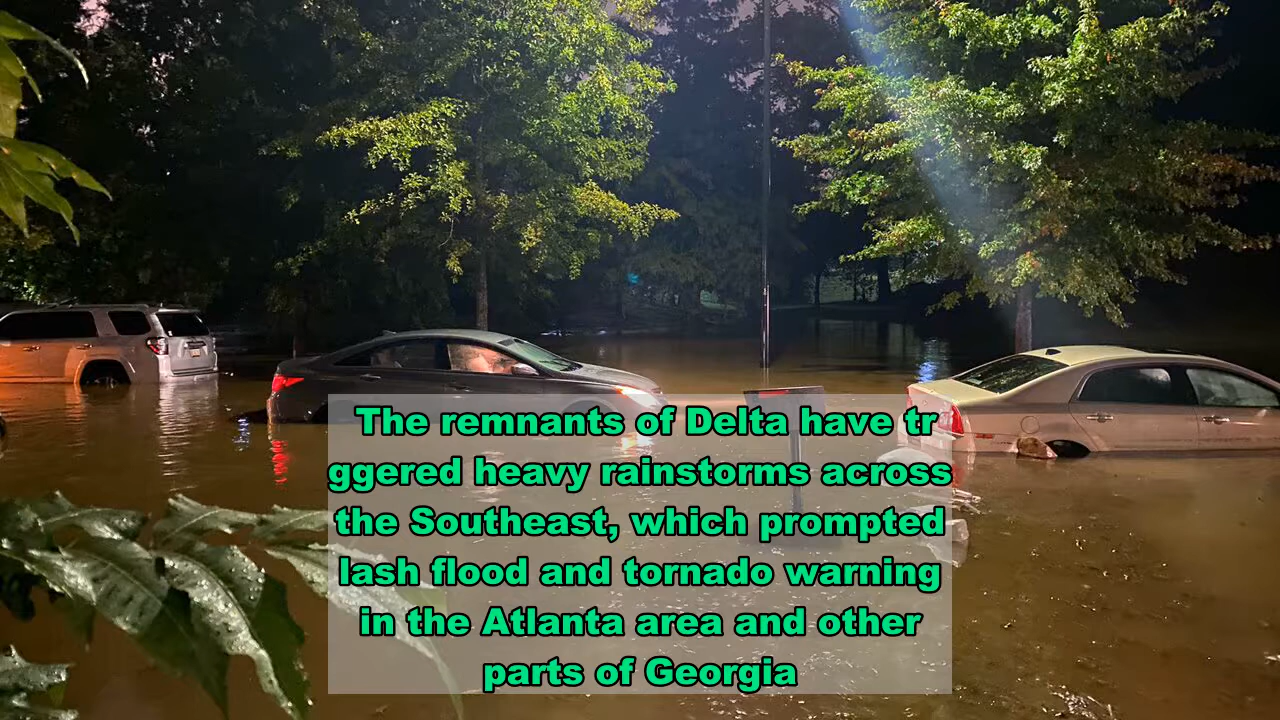 The remnants of Delta have tr
ggered heavy rainstorms across
the Southeast, which prompted
lash flood and tornado warning
in the Atlanta area and other
parts of Georgia